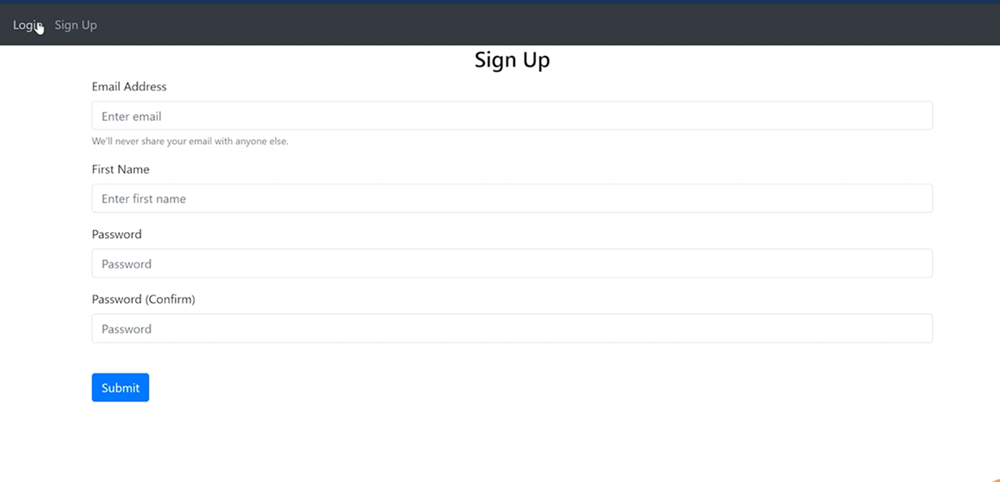 Login Sign Up
Sign Up
Email Address
Enter email
We'll never share your email with anyone else.
First Name
Enter first name
Password
Password
Password (Confirm)
Password
Submit